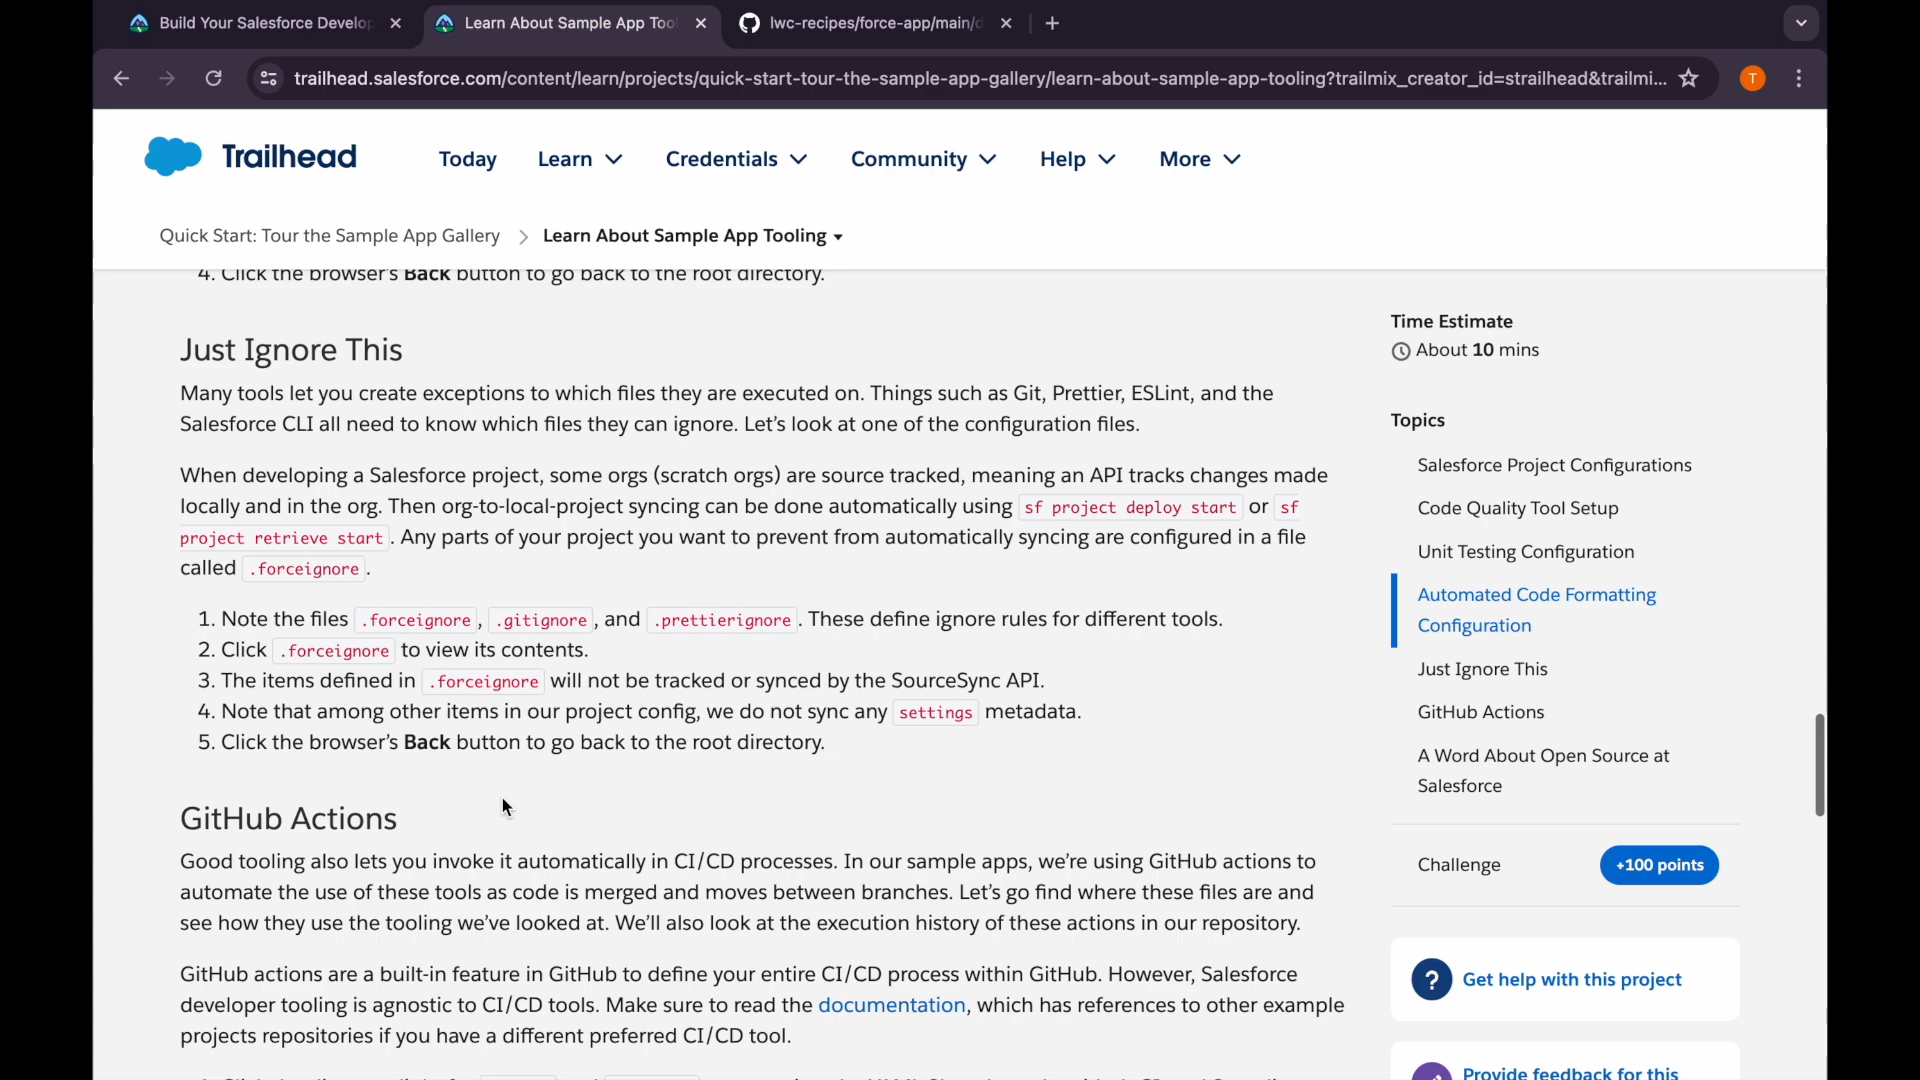 Build Your Salesforce Develop
Learn About Sample App Tool
lwc-recipes/force-app/main/d
trailhead.salesforce.com/content/learn/projects/quick-start-tour-the-sample-app-gallery/learn-about-sample-app-tooling?trailmix_creator_id=strailhead&trailmi...
T
Trailhead
Today
Learn
Credentials
Community
Help
More
Quick Start: Tour the Sample App Gallery
Learn About Sample App Tooling
4. Click the browser's Back button to go back to the root directory.
Just Ignore This
Many tools let you create exceptions to which files they are executed on. Things such as Git, Prettier, ESLint, and the
Salesforce CLI all need to know which files they can ignore. Let's look at one of the configuration files.
When developing a Salesforce project, some orgs (scratch orgs) are source tracked, meaning an API tracks changes made
locally and in the org. Then org-to-local-project syncing can be done automatically using sf project deploy start or sf
project retrieve start. Any parts of your project you want to prevent from automatically syncing are configured in a file
called .forceignore.
1. Note the files .forceignore, .gitignore, and .prettierignore. These define ignore rules for different tools.
2. Click .forceignore to view its contents.
3. The items defined in .forceignore will not be tracked or synced by the SourceSync API.
4. Note that among other items in our project config, we do not sync any settings metadata.
5. Click the browser's Back button to go back to the root directory.
GitHub Actions
Good tooling also lets you invoke it automatically in CI/CD processes. In our sample apps, we're using GitHub actions to
automate the use of these tools as code is merged and moves between branches. Let's go find where these files are and
see how they use the tooling we've looked at. We'll also look at the execution history of these actions in our repository.
GitHub actions are a built-in feature in GitHub to define your entire CI/CD process within GitHub. However, Salesforce
developer tooling is agnostic to CI/CD tools. Make sure to read the documentation, which has references to other example
projects repositories if you have a different preferred CI/CD tool.
Time Estimate
About 10 mins
Topics
Salesforce Project Configurations
Code Quality Tool Setup
Unit Testing Configuration
Automated Code Formatting
Configuration
Just Ignore This
GitHub Actions
A Word About Open Source at
Salesforce
Challenge
+100 points
? Get help with this project
Provide feedback for this